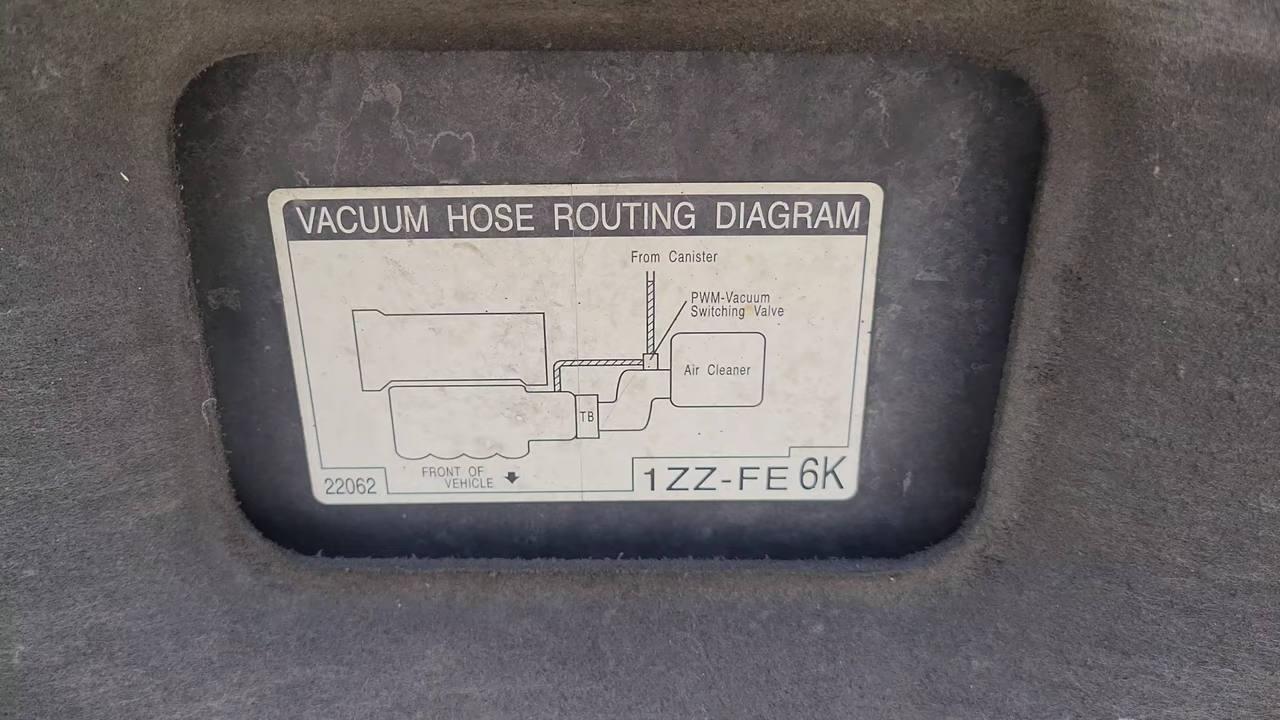 VACUUM HOSE ROUTING DIAGRAM
From Canister
PWM-Vacuum
Switching Valve
Air Cleaner
TB
FRONT OF
VEHICLE
22062
1ZZ-FE 6K